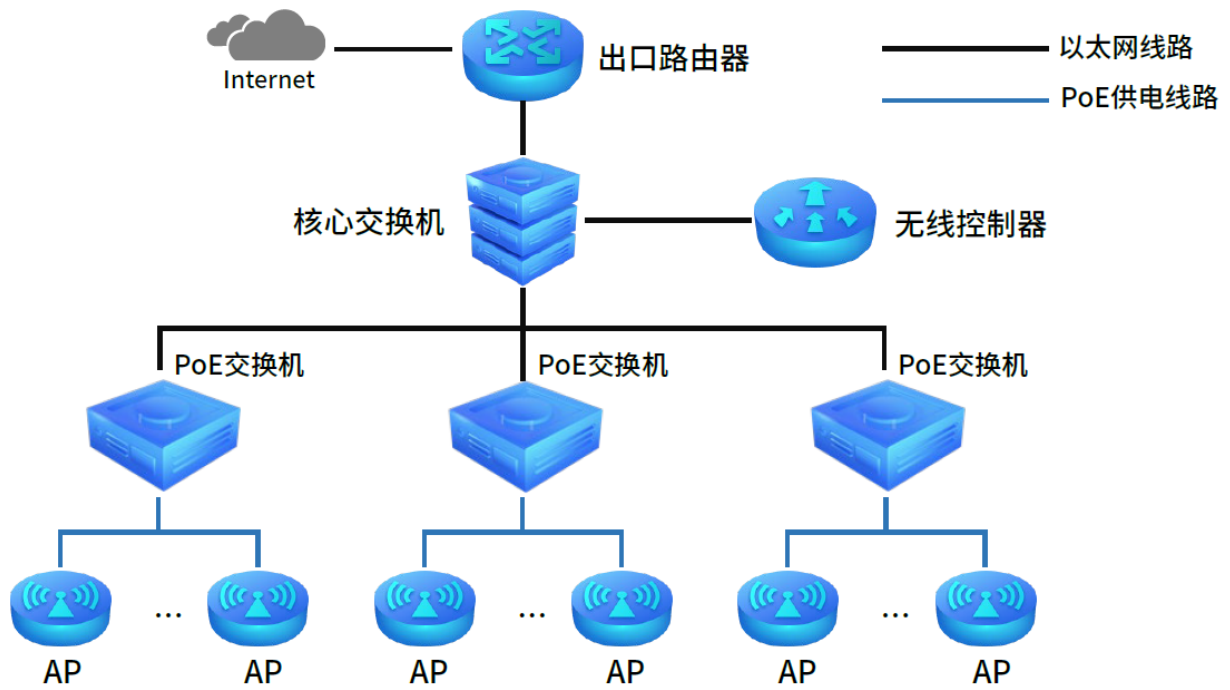 Internet
出口路由器
以太网线路
PoE供电线路
核心交换机
无线控制器
PoE交换机
PoE交换机
PoE交换机
...
...
...
AP
AP
AP
AP
AP
AP